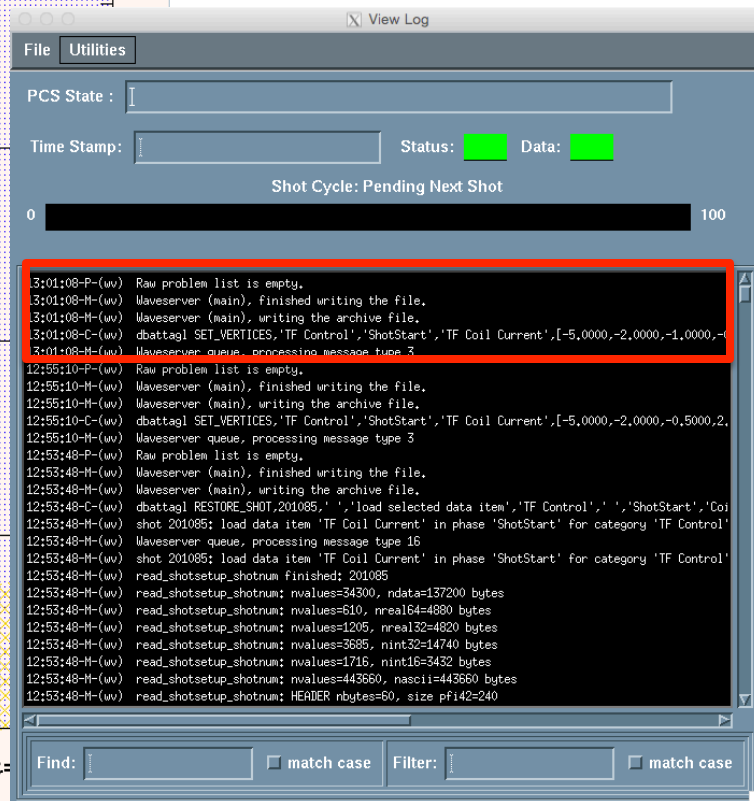 View Log
File Utilities
PCS State :
Time Stamp: Status: Data:
Shot Cycle: Pending Next Shot
0 100
13:01:08-P-(wv) Raw problem list is empty.
13:01:08-M-(wv) Waveserver (main), finished writing the file.
13:01:08-M-(wv) Waveserver (main), writing the archive file.
13:01:08-C-(wv) dbattagl SET_VERTICES,'TF Control','ShotStart','TF Coil Current',[-5.0000,-2.0000,-1.0000,-0
13:01:08-M-(wv) Waveserver queue, processing message type 3
12:55:10-P-(wv) Raw problem list is empty.
12:55:10-M-(wv) Waveserver (main), finished writing the file.
12:55:10-M-(wv) Waveserver (main), writing the archive file.
12:55:10-C-(wv) dbattagl SET_VERTICES,'TF Control','ShotStart','TF Coil Current',[-5.0000,-2.0000,-0.5000,2.
12:55:10-M-(wv) Waveserver queue, processing message type 3
12:53:48-P-(wv) Raw problem list is empty.
12:53:48-M-(wv) Waveserver (main), finished writing the file.
12:53:48-M-(wv) Waveserver (main), writing the archive file.
12:53:48-C-(wv) dbattagl RESTORE_SHOT,201085,' ','load selected data item','TF Control',' ','ShotStart','Coi
12:53:48-M-(wv) shot 201085: load data item 'TF Coil Current' in phase 'ShotStart' for category 'TF Control'
12:53:48-M-(wv) Waveserver queue, processing message type 16
12:53:48-M-(wv) shot 201085: load data item 'TF Coil Current' in phase 'ShotStart' for category 'TF Control'
12:53:48-M-(wv) read_shotsetup_shotnum finished: 201085
12:53:48-M-(wv) read_shotsetup_shotnum: nvalues=34300, ndata=137200 bytes
12:53:48-M-(wv) read_shotsetup_shotnum: nvalues=610, nreal64=4880 bytes
12:53:48-M-(wv) read_shotsetup_shotnum: nvalues=1205, nreal32=4820 bytes
12:53:48-M-(wv) read_shotsetup_shotnum: nvalues=3685, nint32=14740 bytes
12:53:48-M-(wv) read_shotsetup_shotnum: nvalues=1716, nint16=3432 bytes
12:53:48-M-(wv) read_shotsetup_shotnum: nvalues=443660, nascii=443660 bytes
12:53:48-M-(wv) read_shotsetup_shotnum: HEADER nbytes=60, size pfi42=240
Find: match case Filter: match case